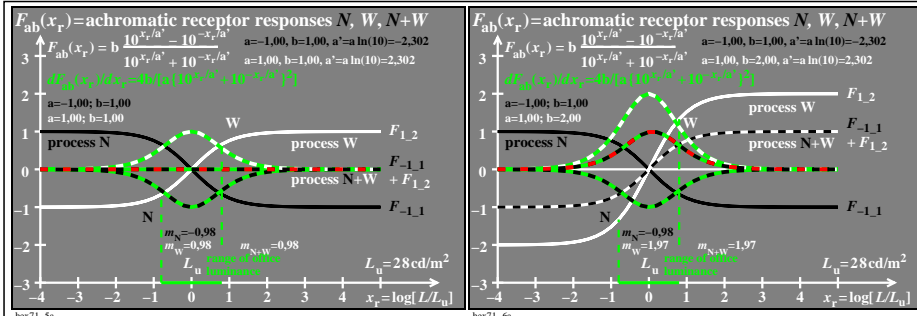 F_ab(x_r)=achromatic receptor responses N, W, N+W
F_ab(x_r) = b (10^{x_r/a’} − 10^{−x_r/a’}) / (10^{x_r/a’} + 10^{−x_r/a’})
a=−1,00, b=1,00, a’=a ln(10)=−2,302
a=1,00, b=1,00, a’=a ln(10)=2,302
dF_ab(x_r)/dx_r=4b/[a{10^{x_r/a’}+10^{−x_r/a’}}^2]
a=−1,00; b=1,00
a=1,00; b=1,00
process N
W
process W
F_1_2
F_−1_1
process N+W + F_1_2
N
F_−1_1
m_N=−0,98
m_W=0,98
m_N+W=0,98
L_u
range of office
luminance
L_u=28cd/m^2
3
2
1
0
−1
−2
−3
−4 −3 −2 −1 0 1 2 3 4
x_r=log[L/L_u]
F_ab(x_r)=achromatic receptor responses N, W, N+W
F_ab(x_r) = b (10^{x_r/a’} − 10^{−x_r/a’}) / (10^{x_r/a’} + 10^{−x_r/a’})
a=−1,00, b=1,00, a’=a ln(10)=−2,302
a=1,00, b=2,00, a’=a ln(10)=2,302
dF_ab(x_r)/dx_r=4b/[a{10^{x_r/a’}+10^{−x_r/a’}}^2]
a=−1,00; b=1,00
a=1,00; b=2,00
process N
W
process W
F_1_2
F_−1_1
process N+W + F_1_2
N
F_−1_1
m_N=−0,98
m_W=1,97
m_N+W=1,97
L_u
range of office
luminance
L_u=28cd/m^2
3
2
1
0
−1
−2
−3
−4 −3 −2 −1 0 1 2 3 4
x_r=log[L/L_u]